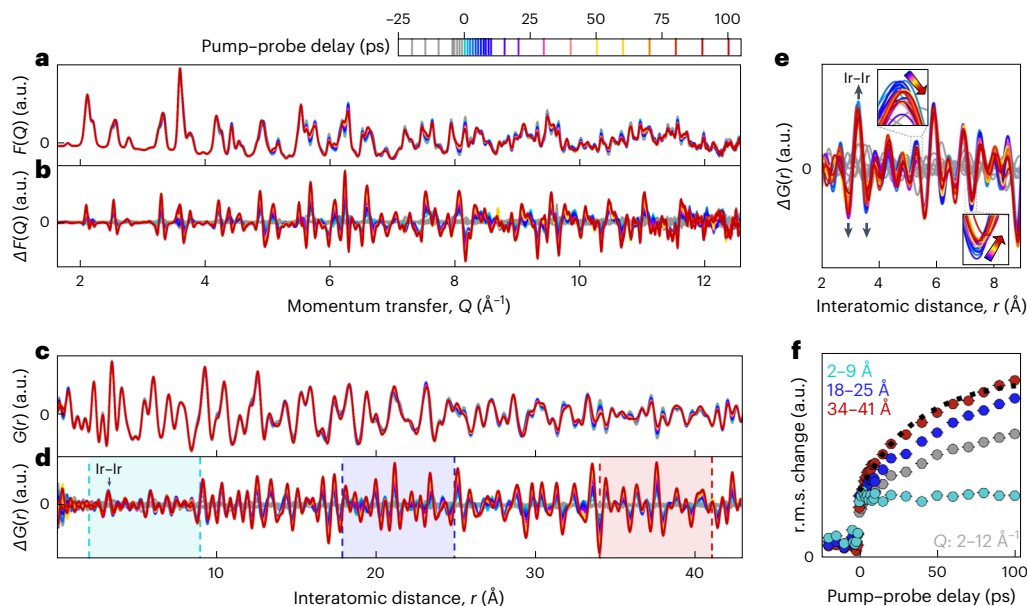 Pump–probe delay (ps)
−25 0 25 50 75 100
a
F(Q) (a.u.)
0
b
ΔF(Q) (a.u.)
0
2 4 6 8 10 12
Momentum transfer, Q (Å−1)
c
G(r) (a.u.)
0
d
Ir–Ir
ΔG(r) (a.u.)
0
10 20 30 40
Interatomic distance, r (Å)
e
Ir–Ir
ΔG(r) (a.u.)
0
2 4 6 8
Interatomic distance, r (Å)
f
2–9 Å
18–25 Å
34–41 Å
r.m.s. change (a.u.)
0
Q: 2–12 Å−1
0 50 100
Pump–probe delay (ps)